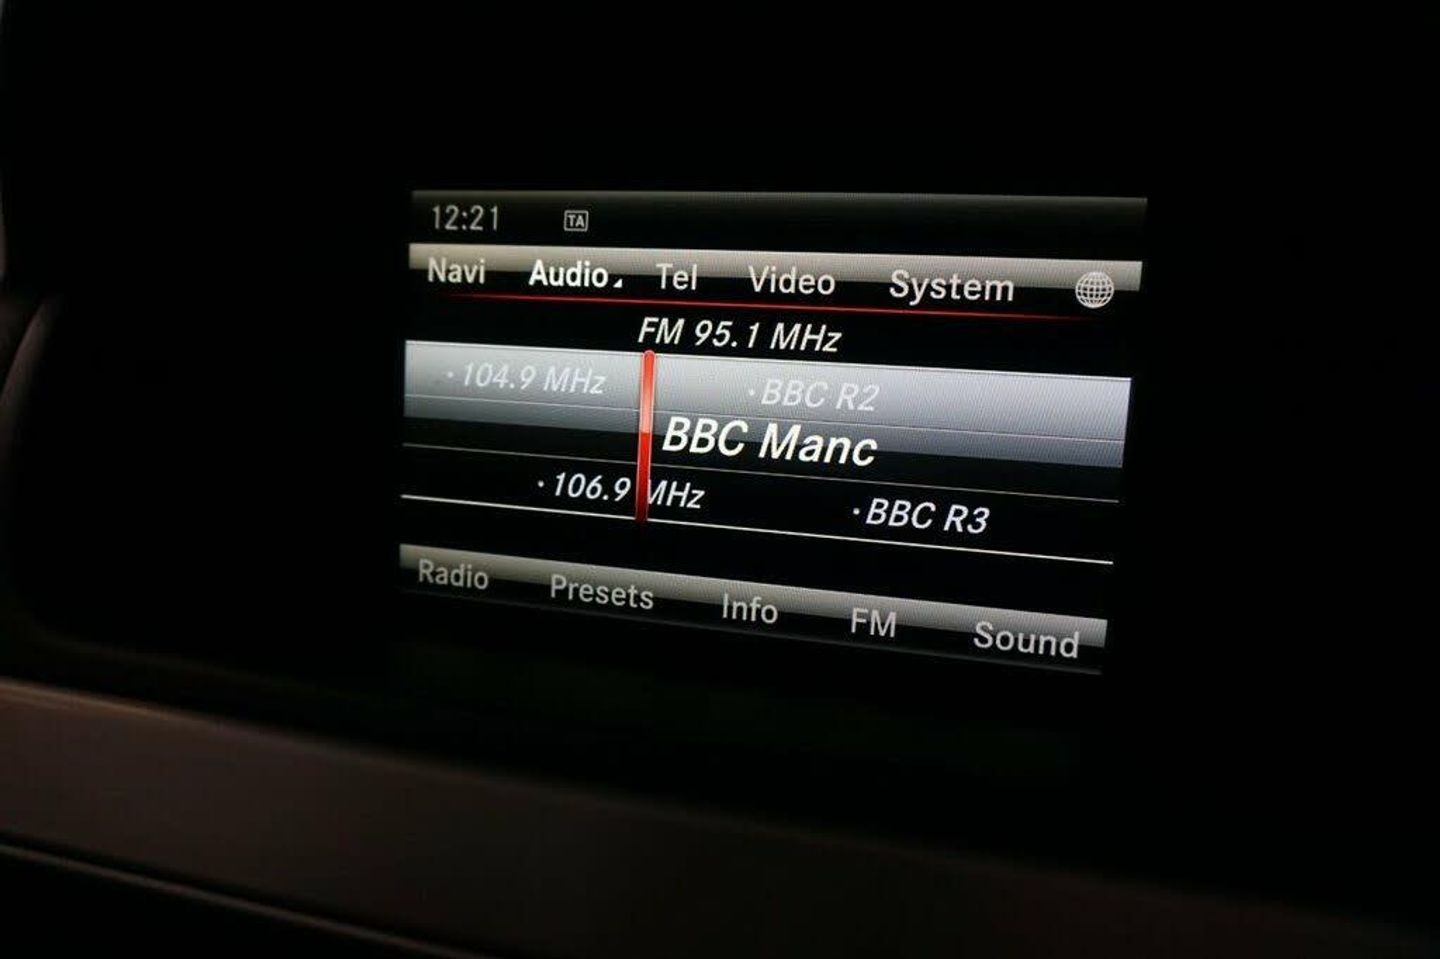 12:21 TA
Navi Audio Tel Video System
FM 95.1 MHz
·104.9 MHz ·BBC R2
BBC Manc
·106.9 MHz ·BBC R3
Radio Presets Info FM Sound